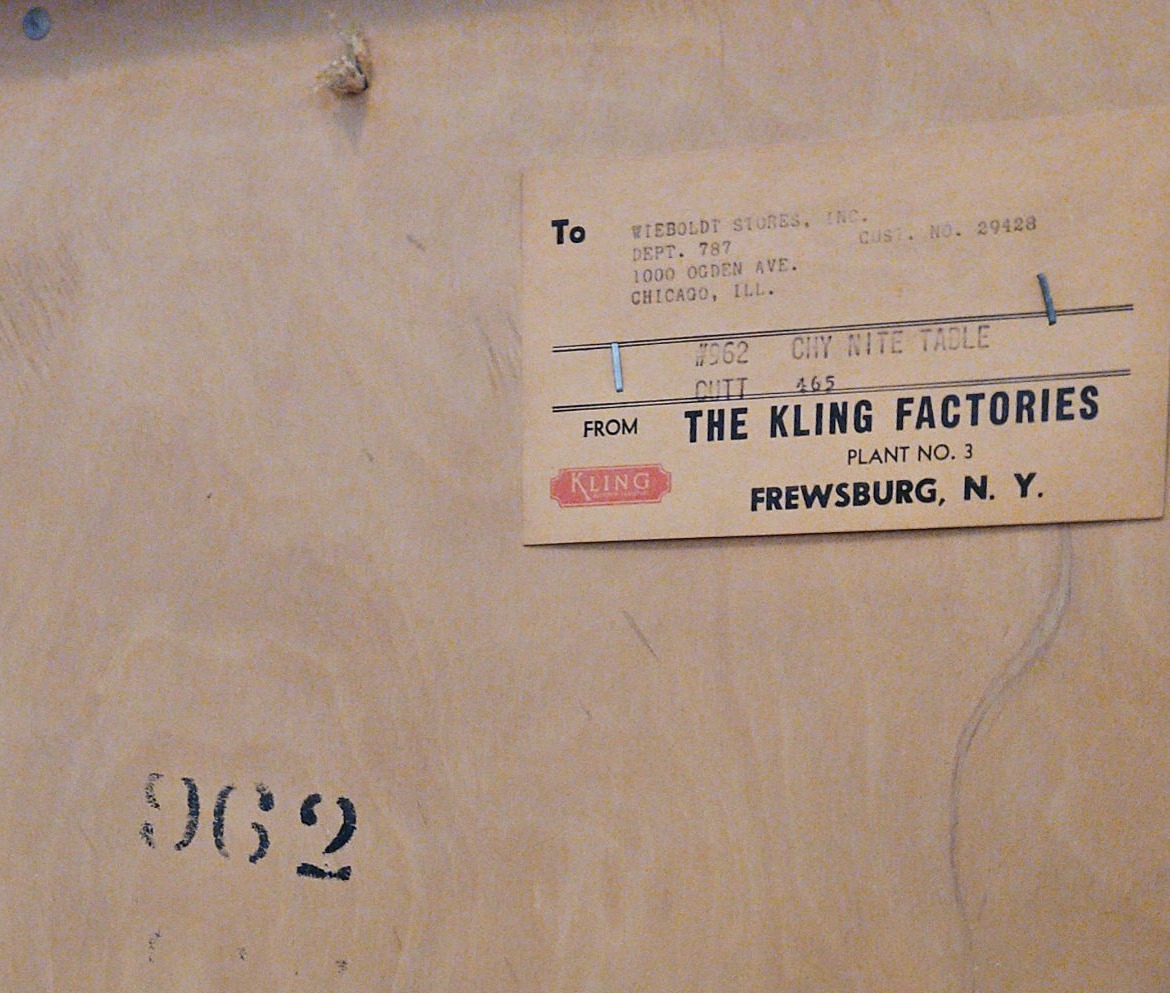 To
WIEBOLDT STORES, INC.
CUST. NO. 29428
DEPT. 787
1000 OGDEN AVE.
CHICAGO, ILL.
#962 CHY NITE TABLE
CUTT 465
FROM THE KLING FACTORIES
PLANT NO. 3
KLING
FREWSBURG, N. Y.
962